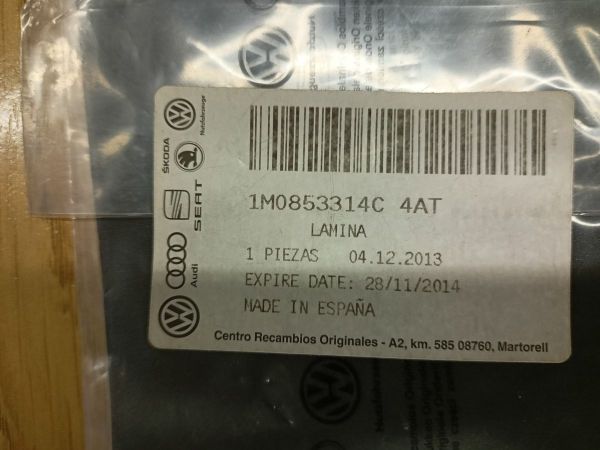 Nutzfahrzeuge
ŠKODA
SEAT
Audi
1M0853314C 4AT
LAMINA
1 PIEZAS 04.12.2013
EXPIRE DATE: 28/11/2014
MADE IN ESPAÑA
Centro Recambios Originales - A2, km. 585 08760, Martorell